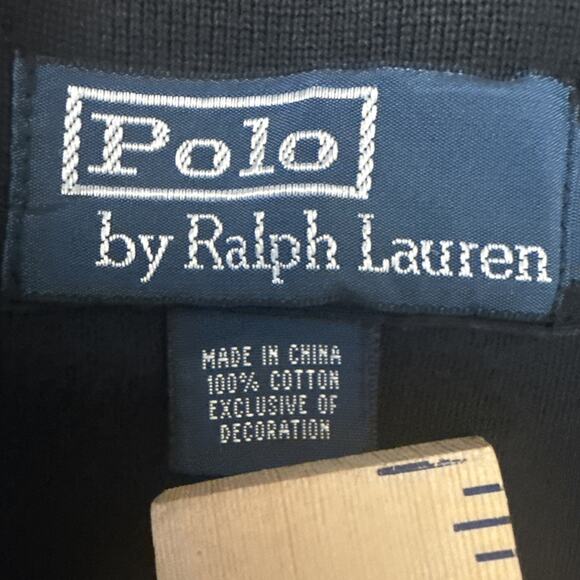 Polo
by Ralph Lauren
MADE IN CHINA
100% COTTON
EXCLUSIVE OF
DECORATION